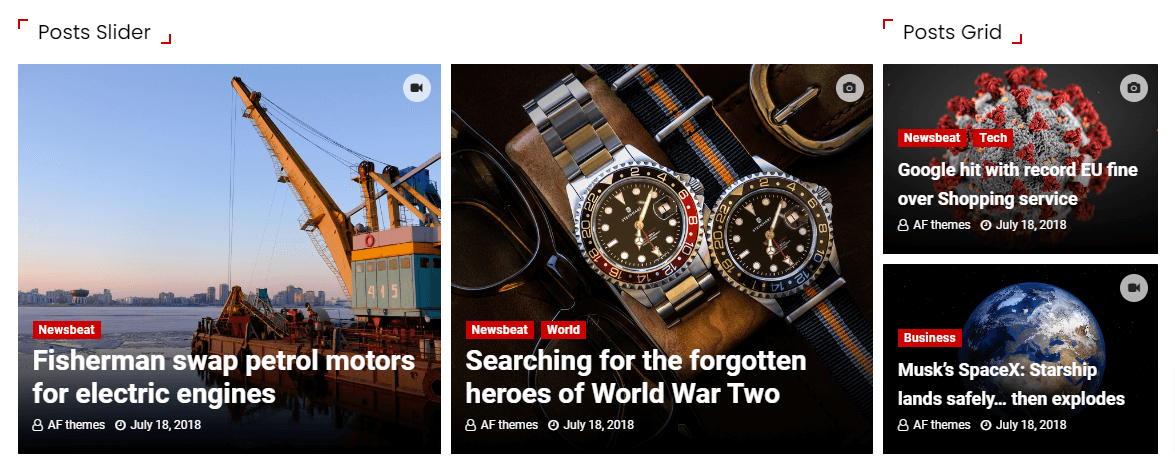 Posts Slider
Posts Grid
415
Newsbeat
Fisherman swap petrol motors
for electric engines
AF themes July 18, 2018
Newsbeat World
Searching for the forgotten
heroes of World War Two
AF themes July 18, 2018
Newsbeat Tech
Google hit with record EU fine
over Shopping service
AF themes July 18, 2018
Business
Musk’s SpaceX: Starship
lands safely… then explodes
AF themes July 18, 2018